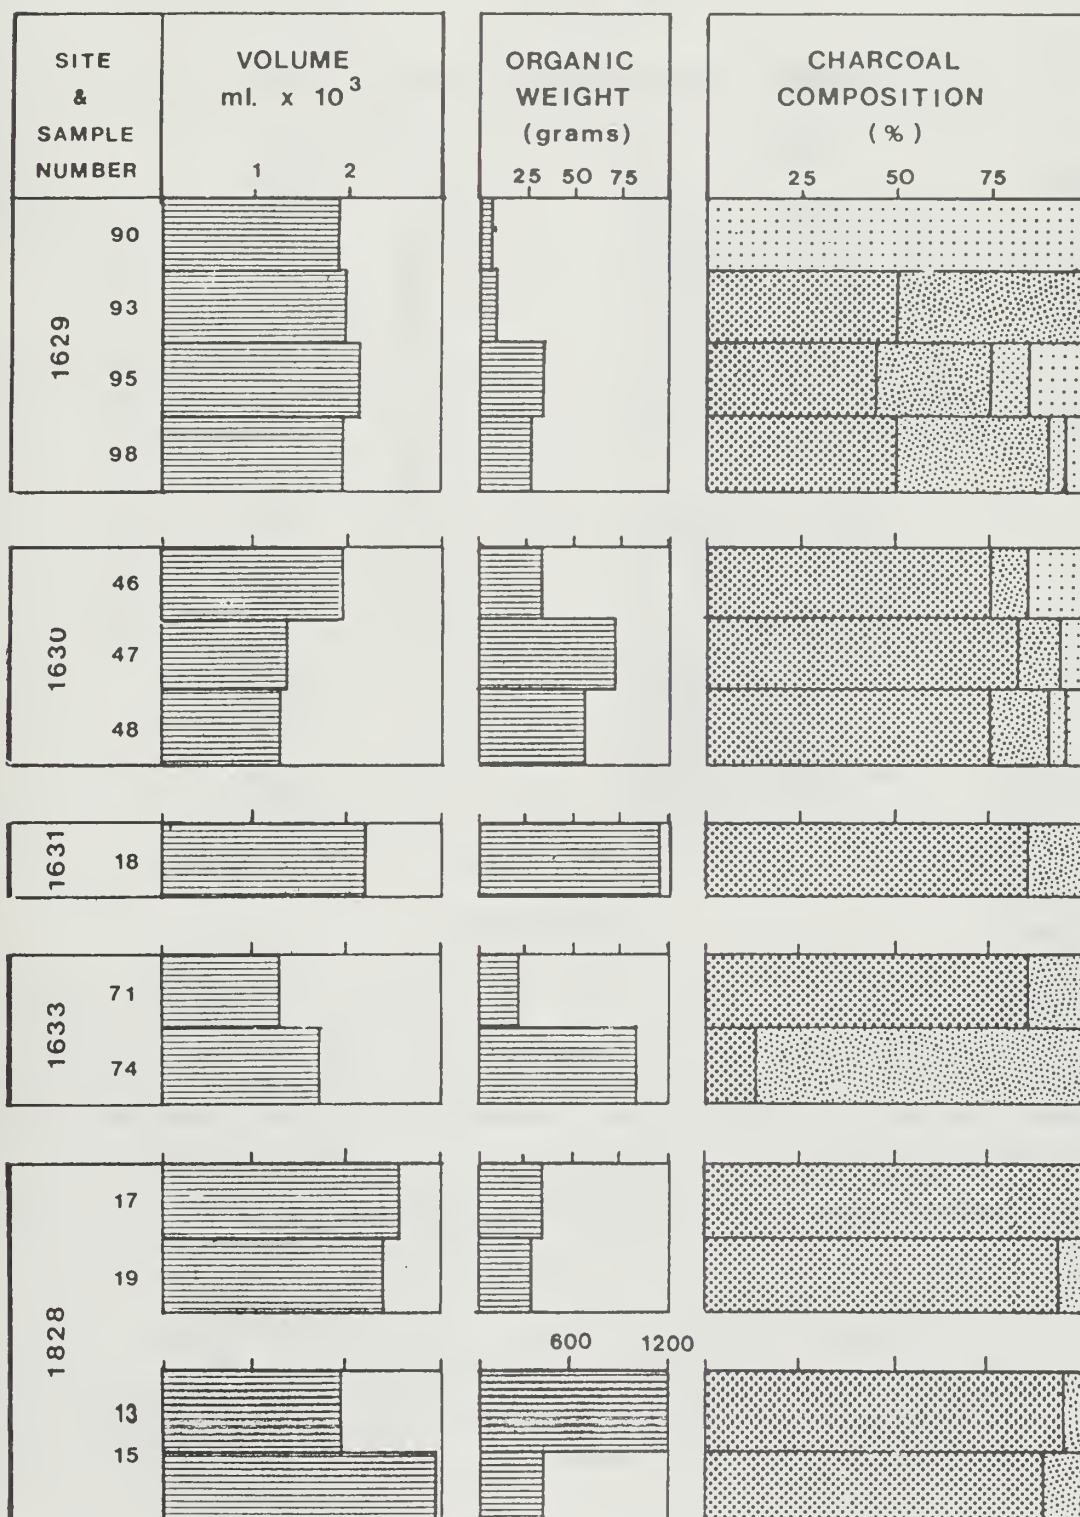 SITE
&
SAMPLE
NUMBER
VOLUME
ml. x 10³
1 2
ORGANIC
WEIGHT
(grams)
25 50 75
CHARCOAL
COMPOSITION
(%)
25 50 75
1629
90
93
95
98
1630
46
47
48
1631
18
1633
71
74
1828
17
19
600 1200
13
15